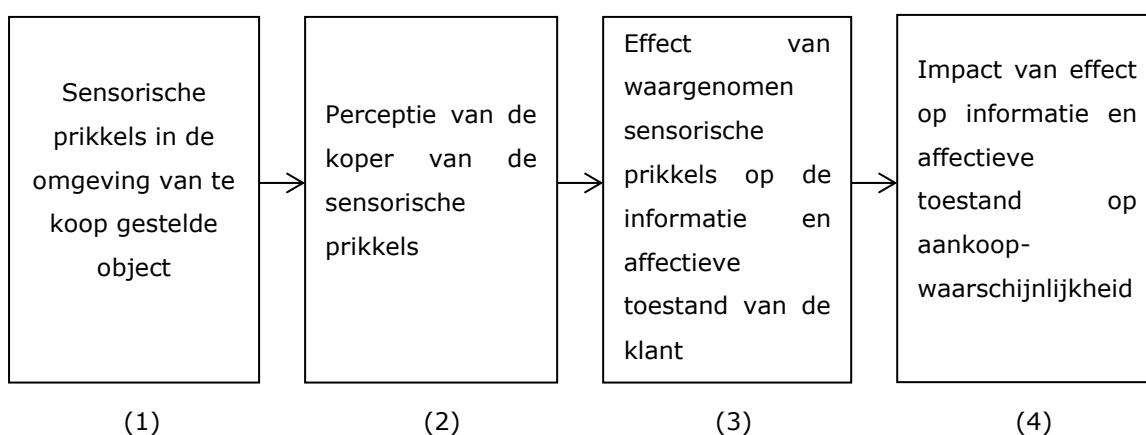 Sensorische
prikkels in de
omgeving van te
koop gestelde
object
Perceptie van de
koper van de
sensorische
prikkels
Effect van
waargenomen
sensorische
prikkels op de
informatie en
affectieve
toestand van de
klant
Impact van effect
op informatie en
affectieve
toestand op
aankoop-
waarschijnlijkheid
(1) (2) (3) (4)